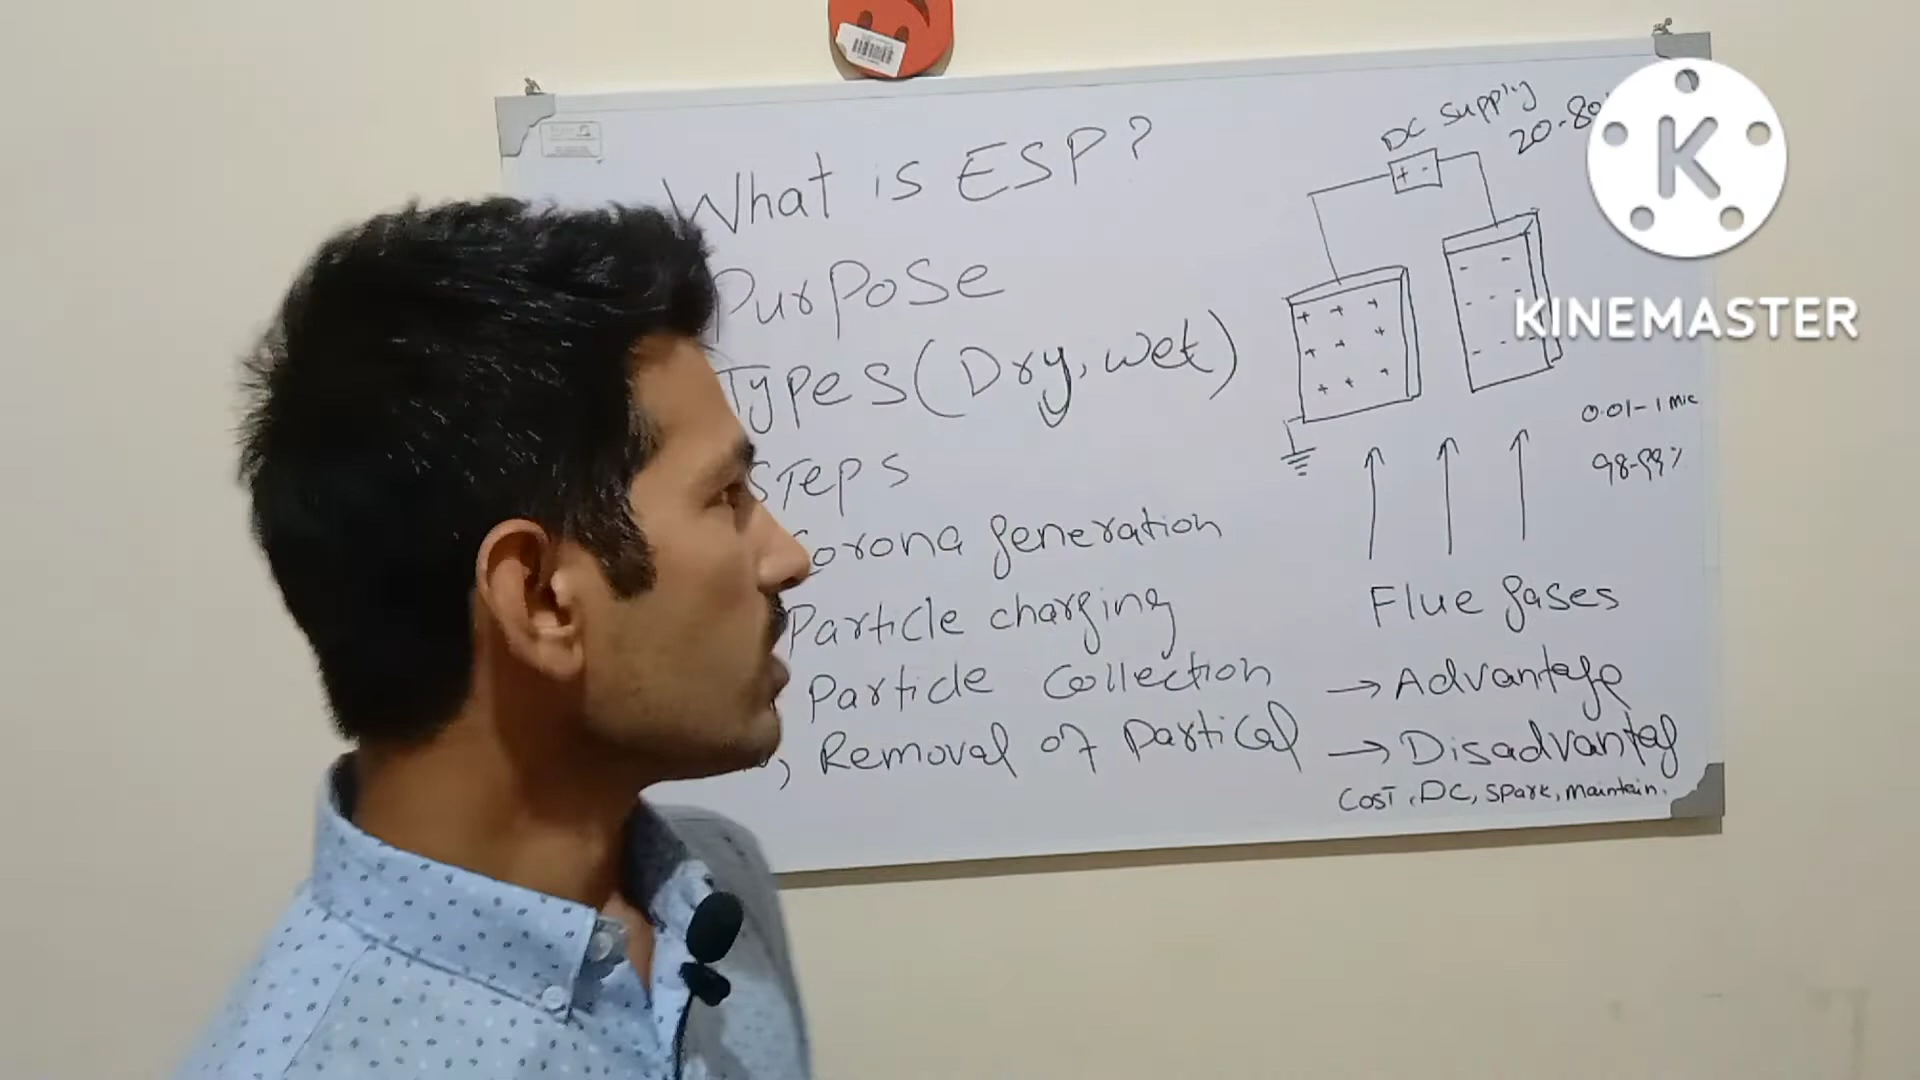 What is ESP?
Purpose
Types (Dry, wet)
STeps
Corona generation
Particle charging
Particle Collection
Removal of Partical
DC supply
20-80
+ -
0.01-1 mic
98-99%
Flue gases
→ Advantage
→ Disadvantag
CosT, DC, spark, maintain.
K
KINEMASTER